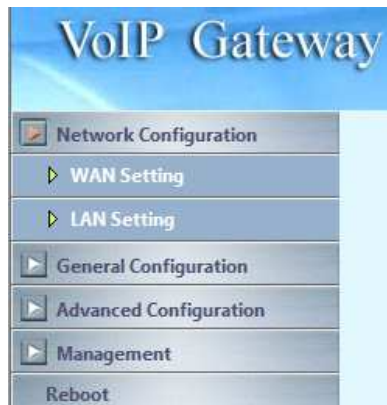 VoIP Gateway
Network Configuration
WAN Setting
LAN Setting
General Configuration
Advanced Configuration
Management
Reboot